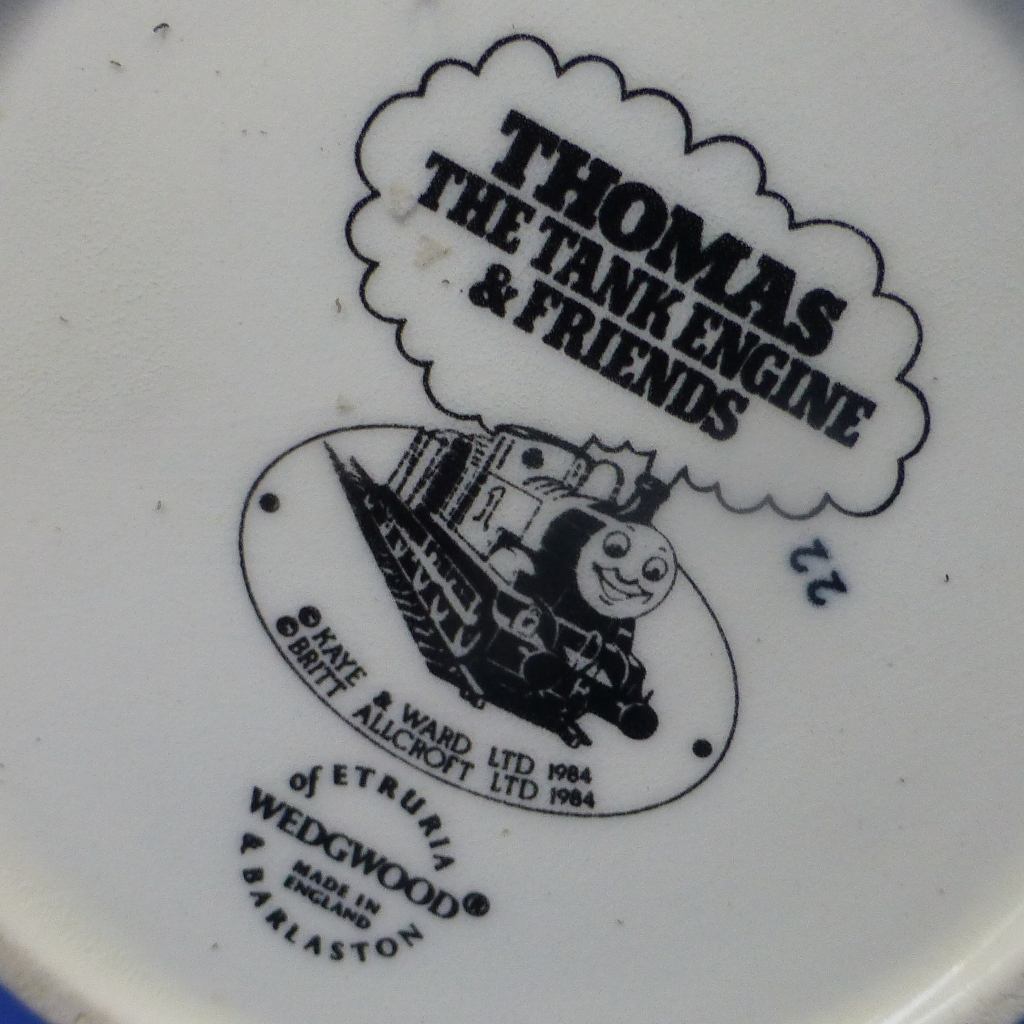 THOMAS
THE TANK ENGINE
& FRIENDS
1
22
© KAYE & WARD LTD 1984
© BRITT ALLCROFT LTD 1984
of ETRURIA
WEDGWOOD®
MADE IN
ENGLAND
& BARLASTON